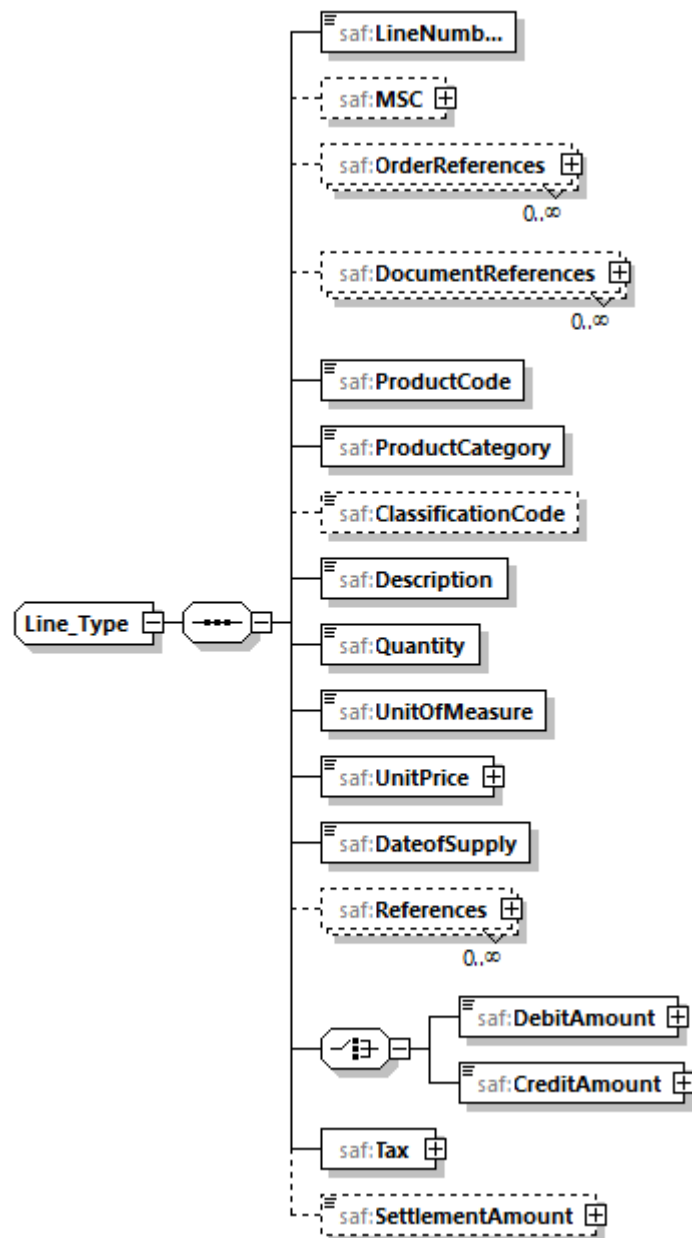 saf:LineNumb...
saf:MSC
saf:OrderReferences
0..∞
saf:DocumentReferences
0..∞
saf:ProductCode
saf:ProductCategory
saf:ClassificationCode
saf:Description
Line_Type
saf:Quantity
saf:UnitOfMeasure
saf:UnitPrice
saf:DateofSupply
saf:References
0..∞
saf:DebitAmount
saf:CreditAmount
saf:Tax
saf:SettlementAmount